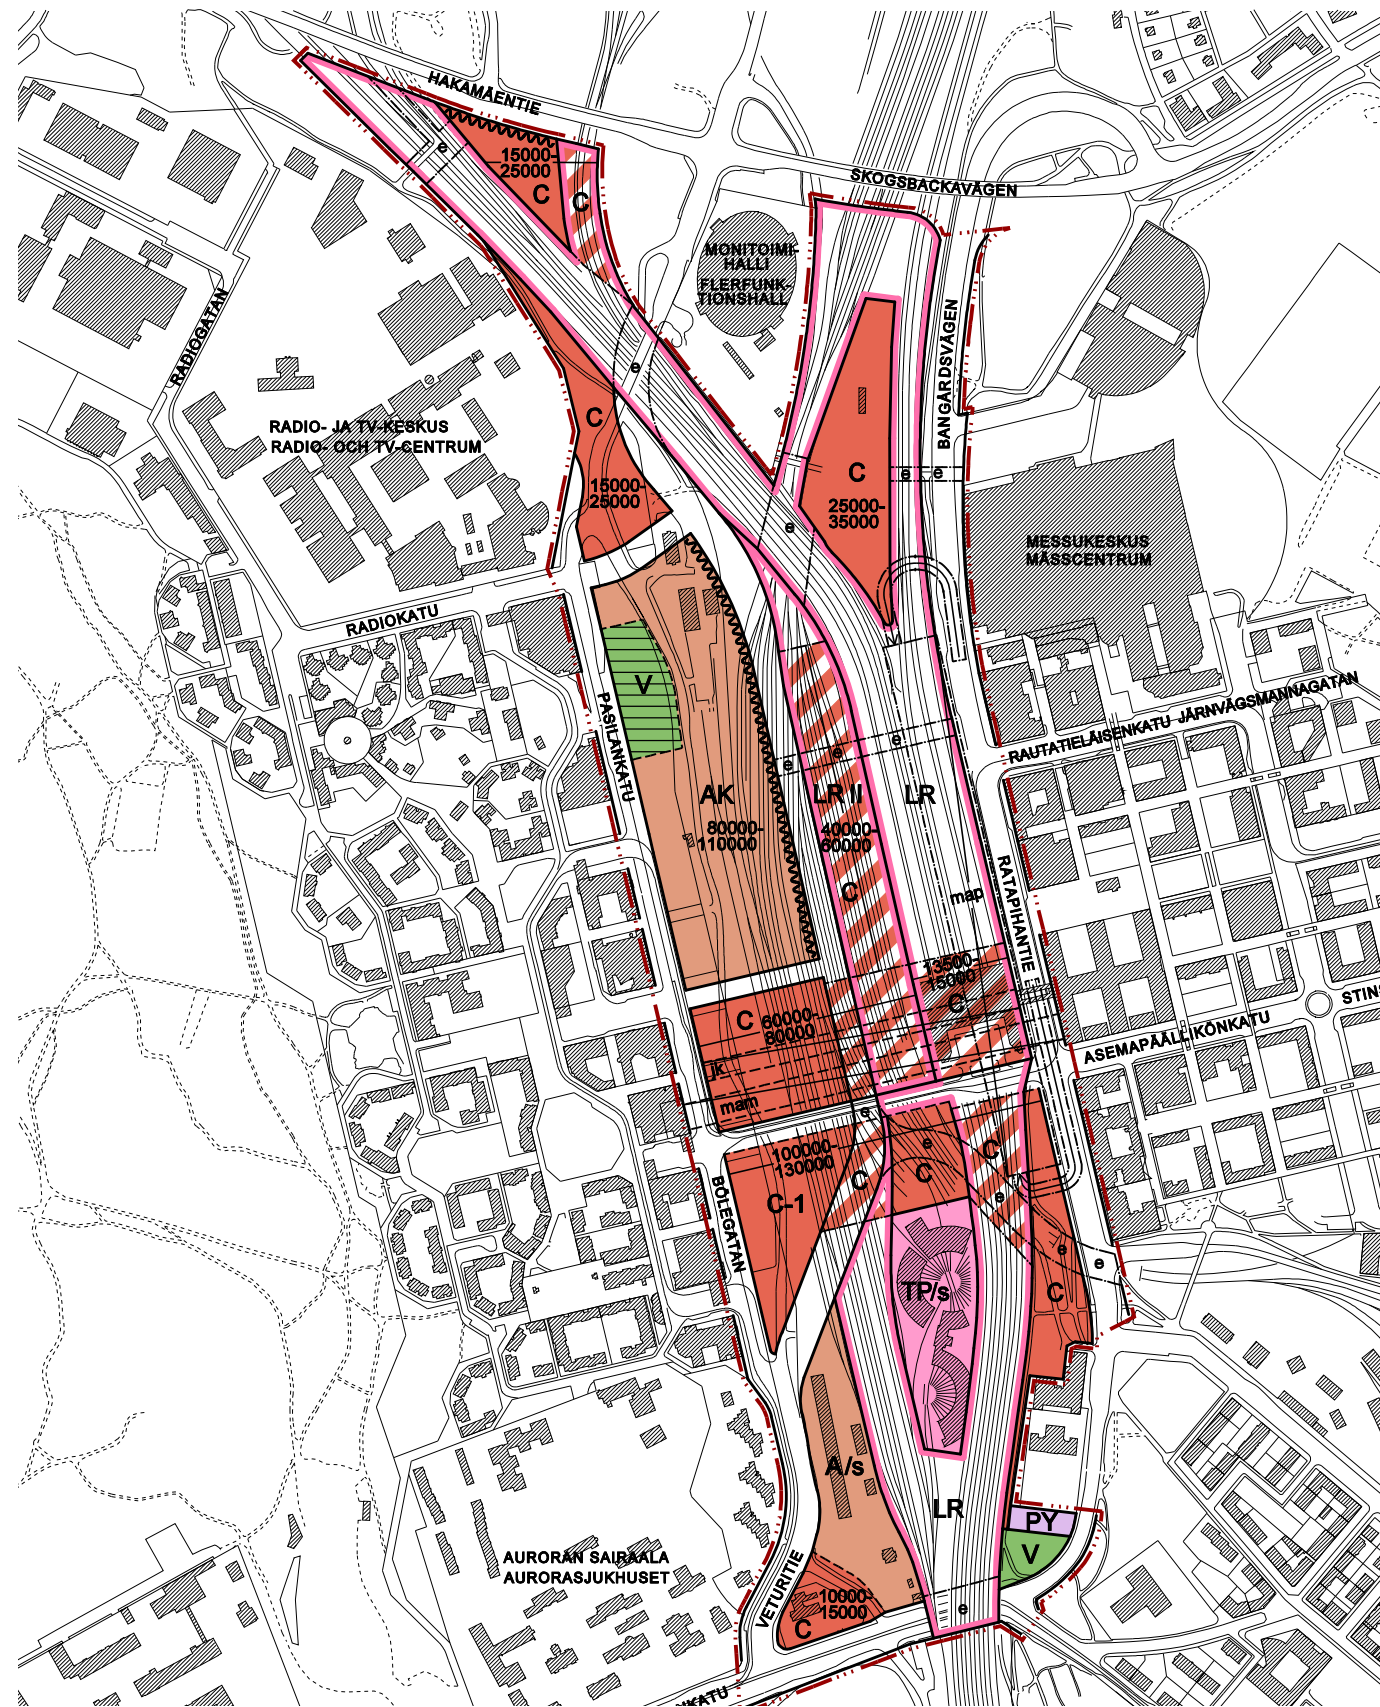 HAKAMÄENTIE
e
15000-
25000
C
C
SKOGSBACKAVÄGEN
MONITOIMI-
HALLI
FLERFUNK-
TIONSHALL
RADIOGATAN
BANGÅRDSVÄGEN
e
C
RADIO- JA TV-KESKUS
RADIO- OCH TV-CENTRUM
15000-
25000
C
25000-
35000
e
e
e
MESSUKESKUS
MÄSSCENTRUM
RADIOKATU
V
PASILANKATU
RAUTATIELÄISENKATU JÄRNVÄGSMANNAGATAN
e
e
e
AK
80000-
110000
LR II
40000-
60000
C
LR
map
RATAPIHANTIE
13500-
15000
C
STINS
C
60000-
80000
jk
mam
ASEMAPÄÄLLIKÖNKATU
e
100000-
130000
C-1
C
e
C
C
e
BÖLEGATAN
e
e
TP/s
C
A/s
LR
PY
V
AURORAN SAIRAALA
AURORASJUKHUSET
VETURITIE
10000-
15000
C
e
NKATU